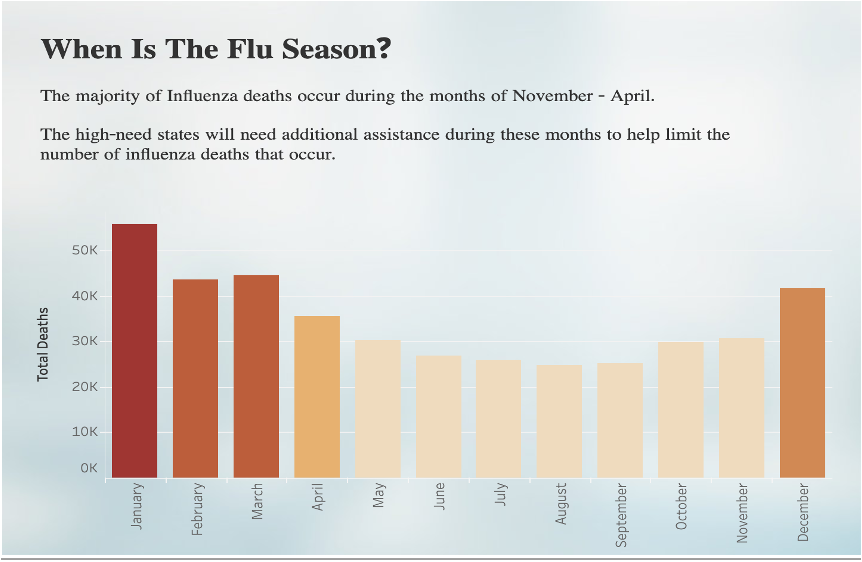 When Is The Flu Season?
The majority of Influenza deaths occur during the months of November - April.
The high-need states will need additional assistance during these months to help limit the
number of influenza deaths that occur.
50K
40K
30K
20K
10K
0K
Total Deaths
January
February
March
April
May
June
July
August
September
October
November
December